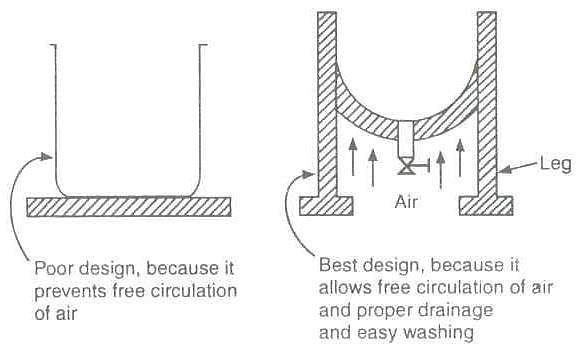 Leg
Air
Poor design, because it
prevents free circulation
of air
Best design, because it
allows free circulation of air
and proper drainage
and easy washing